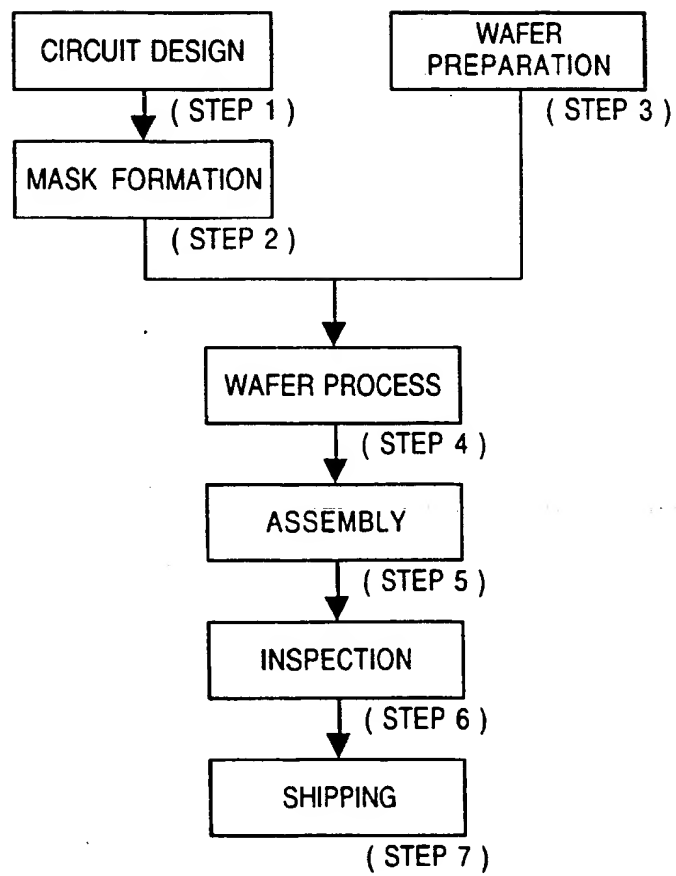 CIRCUIT DESIGN
( STEP 1 )
MASK FORMATION
( STEP 2 )
WAFER
PREPARATION
( STEP 3 )
WAFER PROCESS
( STEP 4 )
ASSEMBLY
( STEP 5 )
INSPECTION
( STEP 6 )
SHIPPING
( STEP 7 )